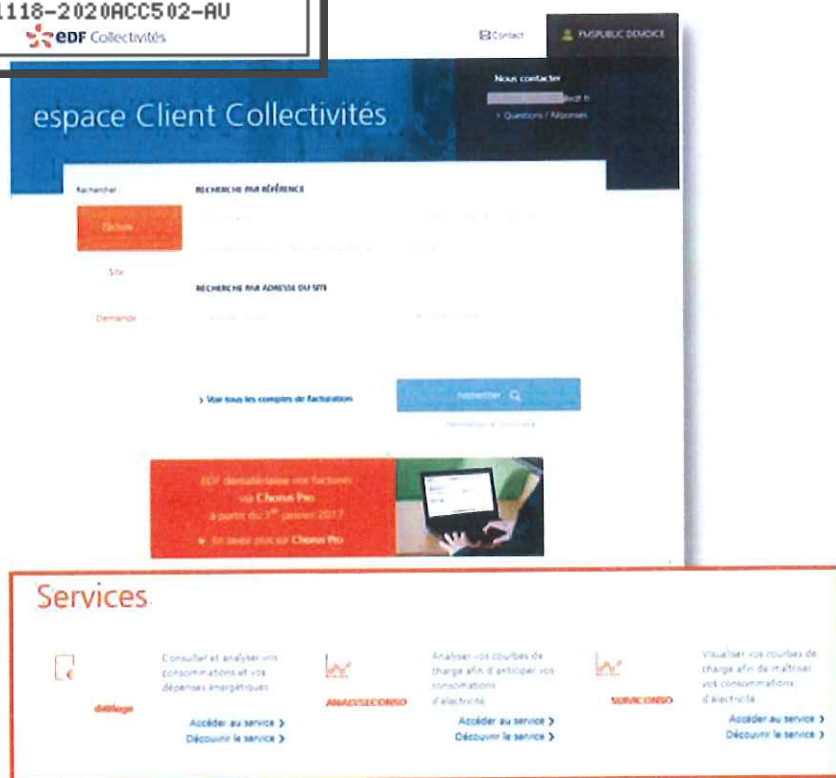 1118-2020ACC502-AU
eDF Collectivités
Contact
FMSPUBLIC DEMOICE
Nous contacter
edf.fr
> Questions / Réponses
espace Client Collectivités
Rechercher :
RECHERCHE PAR RÉFÉRENCE
Facture
Site
RECHERCHE PAR ADRESSE DU SITE
Demande
> Voir tous les comptes de facturation
Rechercher
EDF dématérialise vos factures
via Chorus Pro
à partir du 1er janvier 2017
En savoir plus sur Chorus Pro
Services
Consulter et analyser vos
consommations et vos
dépenses énergétiques.
diallege
Accéder au service >
Découvrir le service >
Analyser vos courbes de
charge afin d'anticiper vos
consommations
d'électricité.
ANALYSECONSO
Accéder au service >
Découvrir le service >
Visualiser vos courbes de
charge afin de maîtriser
vos consommations
d'électricité.
SUIVICONSO
Accéder au service >
Découvrir le service >